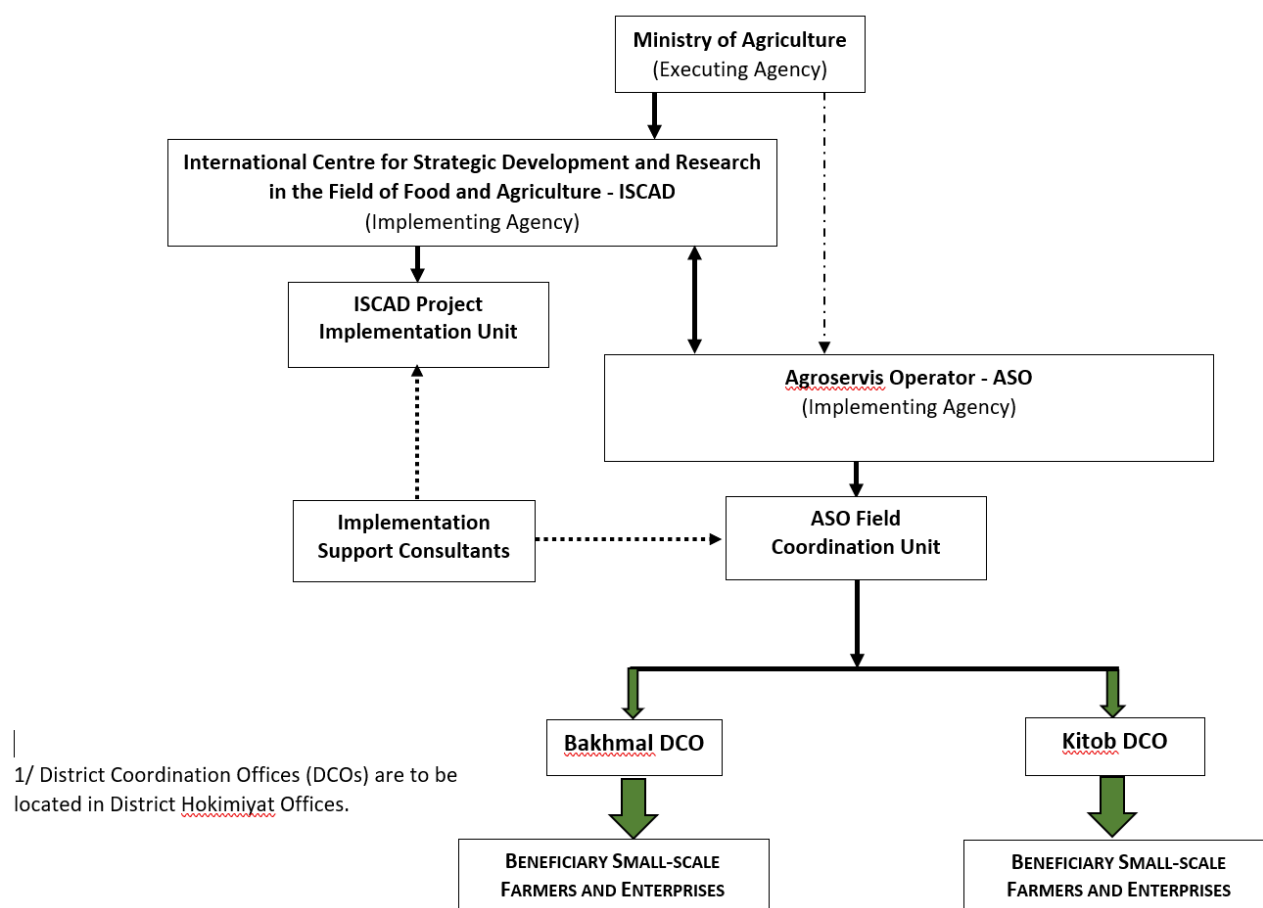 Ministry of Agriculture
(Executing Agency)
International Centre for Strategic Development and Research
in the Field of Food and Agriculture - ISCAD
(Implementing Agency)
ISCAD Project
Implementation Unit
Agroservis Operator - ASO
(Implementing Agency)
Implementation
Support Consultants
ASO Field
Coordination Unit
Bakhmal DCO
Kitob DCO
1/ District Coordination Offices (DCOs) are to be
located in District Hokimiyat Offices.
BENEFICIARY SMALL-SCALE
FARMERS AND ENTERPRISES
BENEFICIARY SMALL-SCALE
FARMERS AND ENTERPRISES